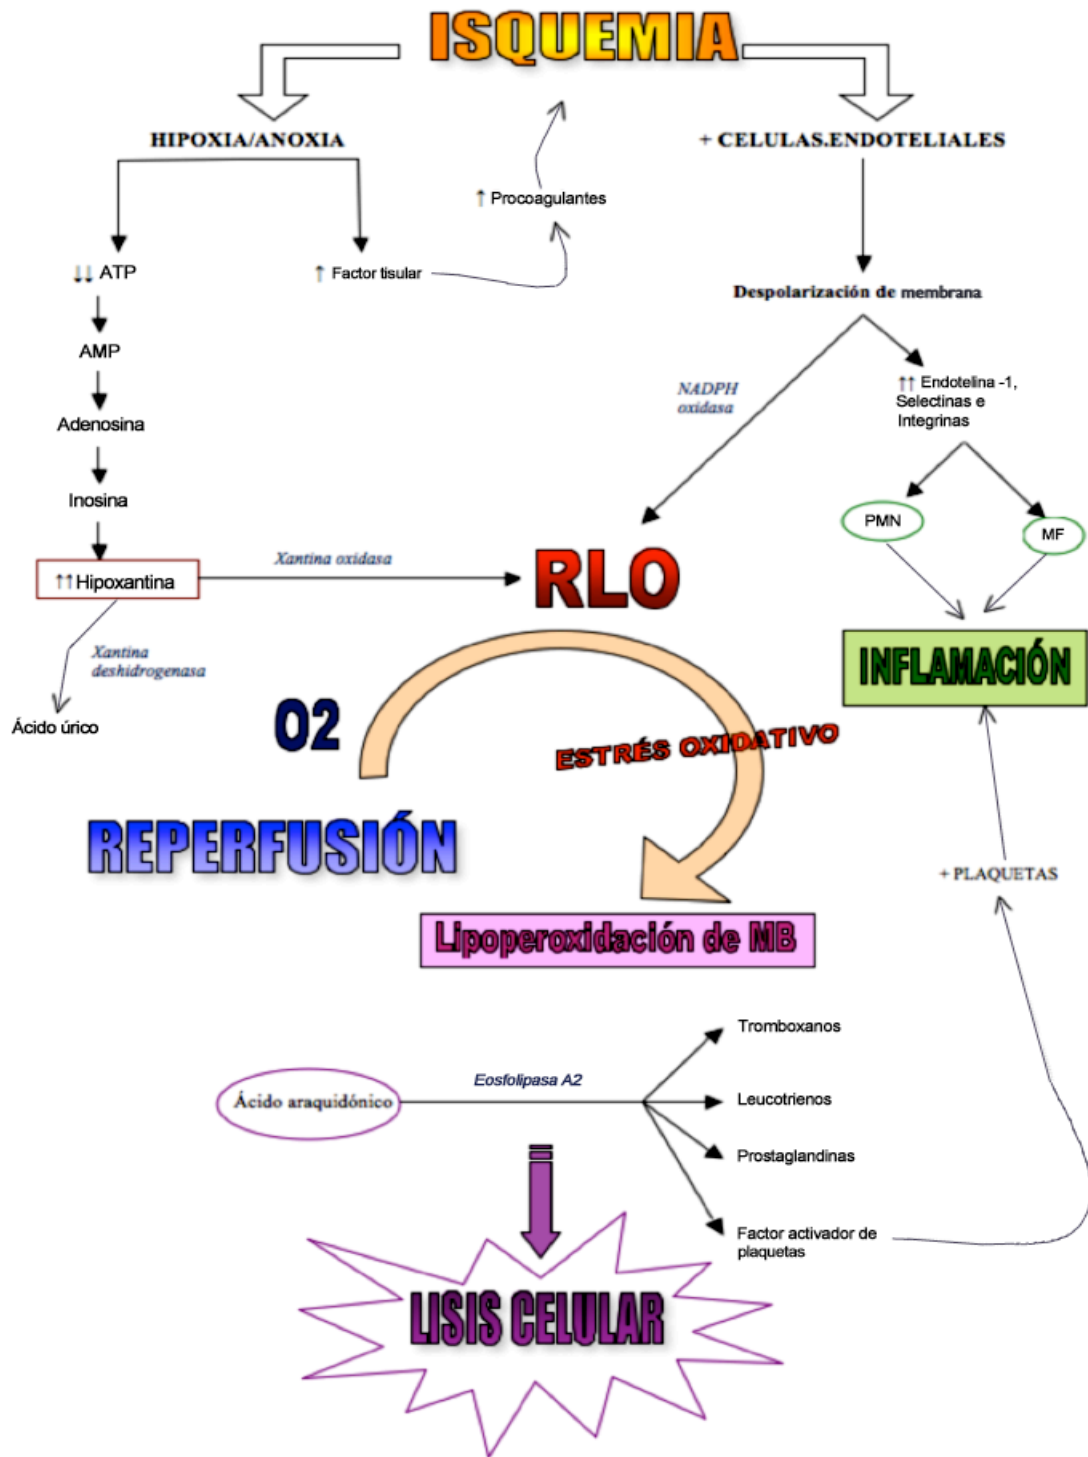 ISQUEMIA
HIPOXIA/ANOXIA
+ CELULAS.ENDOTELIALES
↑ Procoagulantes
↓↓ ATP
↑ Factor tisular
Despolarización de membrana
AMP
NADPH
oxidasa
↑↑ Endotelina -1,
Selectinas e
Integrinas
Adenosina
Inosina
PMN
MF
Xantina oxidasa
↑↑ Hipoxantina
RLO
Xantina
deshidrogenasa
INFLAMACIÓN
Ácido úrico
O2
ESTRÉS OXIDATIVO
REPERFUSIÓN
+ PLAQUETAS
Lipoperoxidación de MB
Tromboxanos
Eosfolipasa A2
Ácido araquidónico
Leucotrienos
Prostaglandinas
Factor activador de
plaquetas
LISIS CELULAR